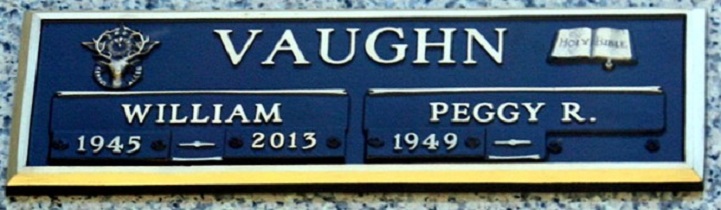 VAUGHN
HOLY BIBLE
WILLIAM
1945 — 2013
PEGGY R.
1949 —